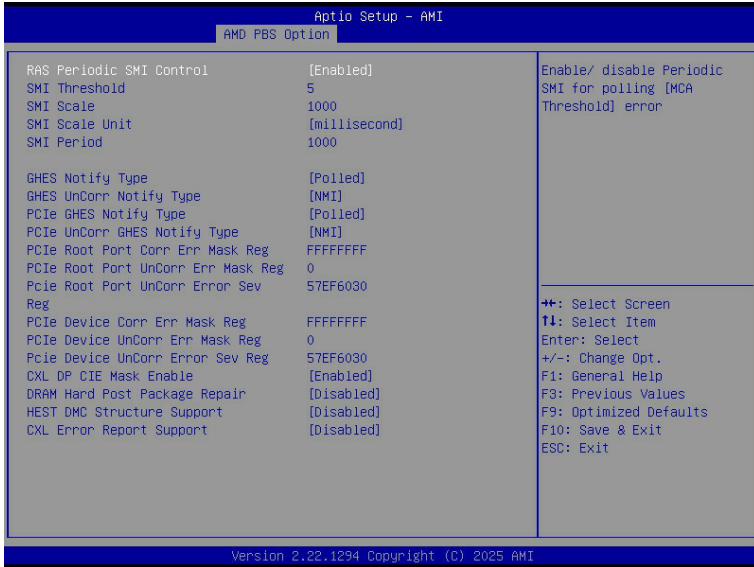 Aptio Setup - AMI
AMD PBS Option
RAS Periodic SMI Control [Enabled]
SMI Threshold 5
SMI Scale 1000
SMI Scale Unit [millisecond]
SMI Period 1000
GHES Notify Type [Polled]
GHES UnCorr Notify Type [NMI]
PCIe GHES Notify Type [Polled]
PCIe UnCorr GHES Notify Type [NMI]
PCIe Root Port Corr Err Mask Reg FFFFFFFF
PCIe Root Port UnCorr Err Mask Reg 0
Pcie Root Port UnCorr Error Sev 57EF6030
Reg
PCIe Device Corr Err Mask Reg FFFFFFFF
PCIe Device UnCorr Err Mask Reg 0
Pcie Device UnCorr Error Sev Reg 57EF6030
CXL DP CIE Mask Enable [Enabled]
DRAM Hard Post Package Repair [Disabled]
HEST DMC Structure Support [Disabled]
CXL Error Report Support [Disabled]
Enable/ disable Periodic
SMI for polling [MCA
Threshold] error
→←: Select Screen
↑↓: Select Item
Enter: Select
+/-: Change Opt.
F1: General Help
F3: Previous Values
F9: Optimized Defaults
F10: Save & Exit
ESC: Exit
Version 2.22.1294 Copyright (C) 2025 AMI